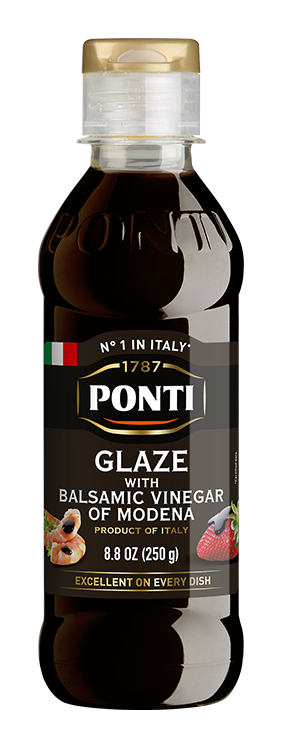 PONTI
N° 1 IN ITALY*
1787
PONTI
GLAZE
WITH
BALSAMIC VINEGAR
OF MODENA
PRODUCT OF ITALY
8.8 OZ (250 g)
EXCELLENT ON EVERY DISH